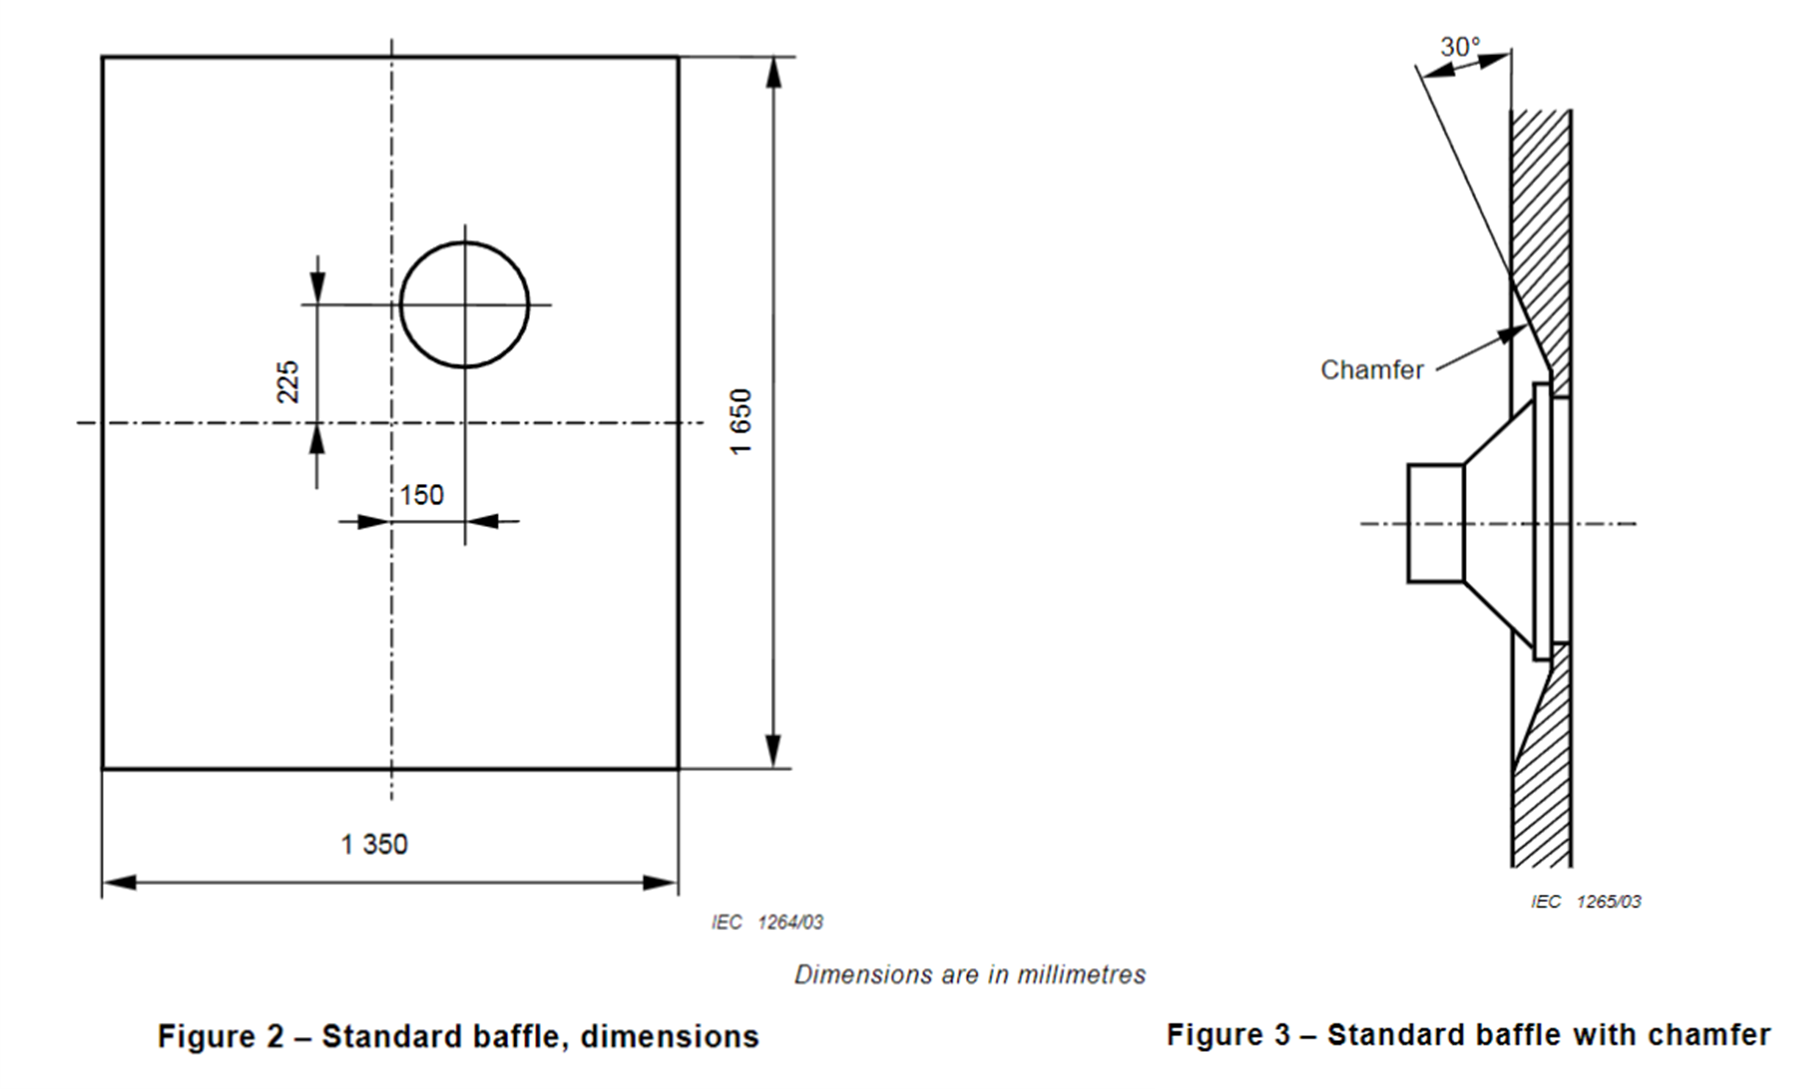 225
150
1 650
1 350
IEC 1264/03
30°
Chamfer
IEC 1265/03
Dimensions are in millimetres
Figure 2 – Standard baffle, dimensions
Figure 3 – Standard baffle with chamfer